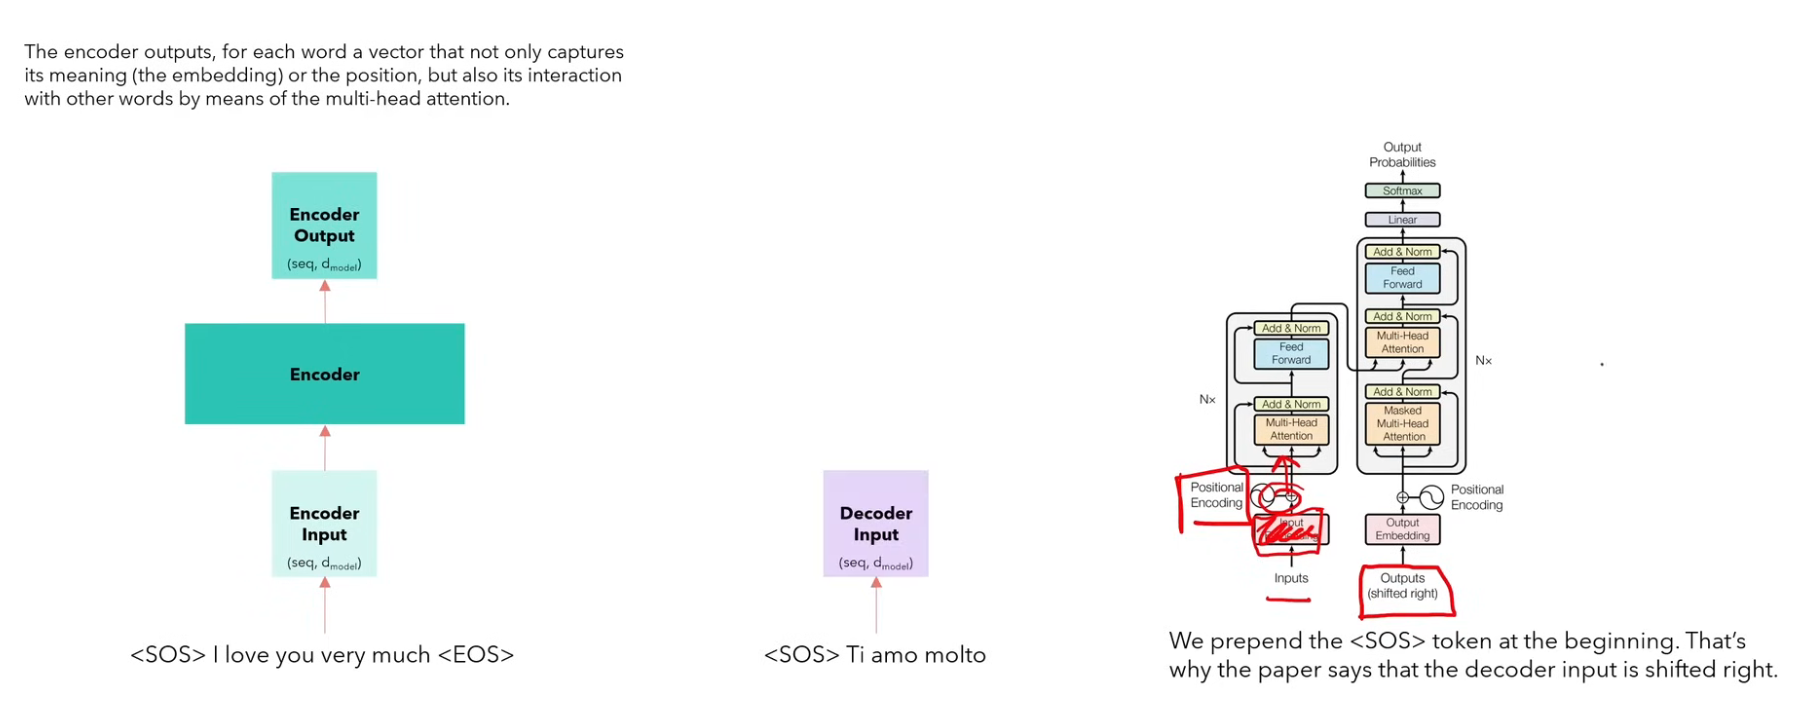 The encoder outputs, for each word a vector that not only captures
its meaning (the embedding) or the position, but also its interaction
with other words by means of the multi-head attention.
Encoder
Output
(seq, dmodel)
Encoder
Encoder
Input
(seq, dmodel)
<SOS> I love you very much <EOS>
Decoder
Input
(seq, dmodel)
<SOS> Ti amo molto
Output
Probabilities
Softmax
Linear
Add & Norm
Feed
Forward
Add & Norm
Multi-Head
Attention
Nx
Add & Norm
Masked
Multi-Head
Attention
Add & Norm
Feed
Forward
Nx
Add & Norm
Multi-Head
Attention
Positional
Encoding
Input
Inputs
Positional
Encoding
Output
Embedding
Outputs
(shifted right)
We prepend the <SOS> token at the beginning. That's
why the paper says that the decoder input is shifted right.